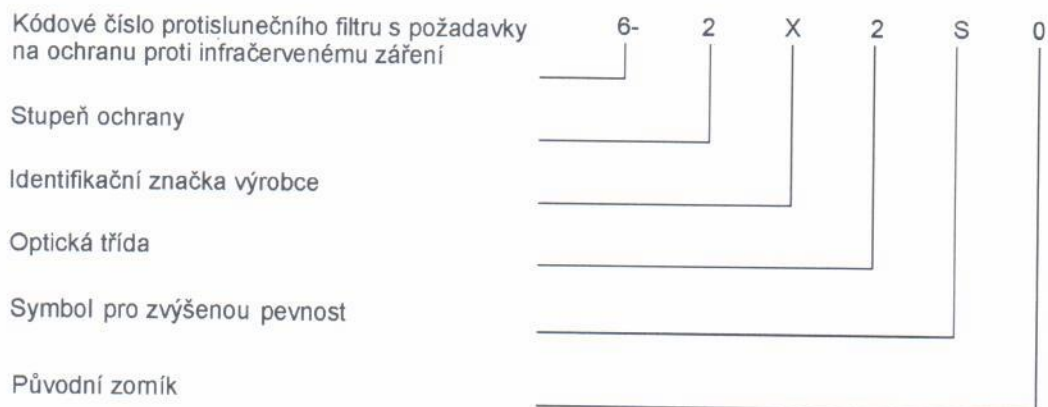 Kódové číslo protislunečního filtru s požadavky 6- 2 X 2 S 0
na ochranu proti infračervenému záření
Stupeň ochrany
Identifikační značka výrobce
Optická třída
Symbol pro zvýšenou pevnost
Původní zorník